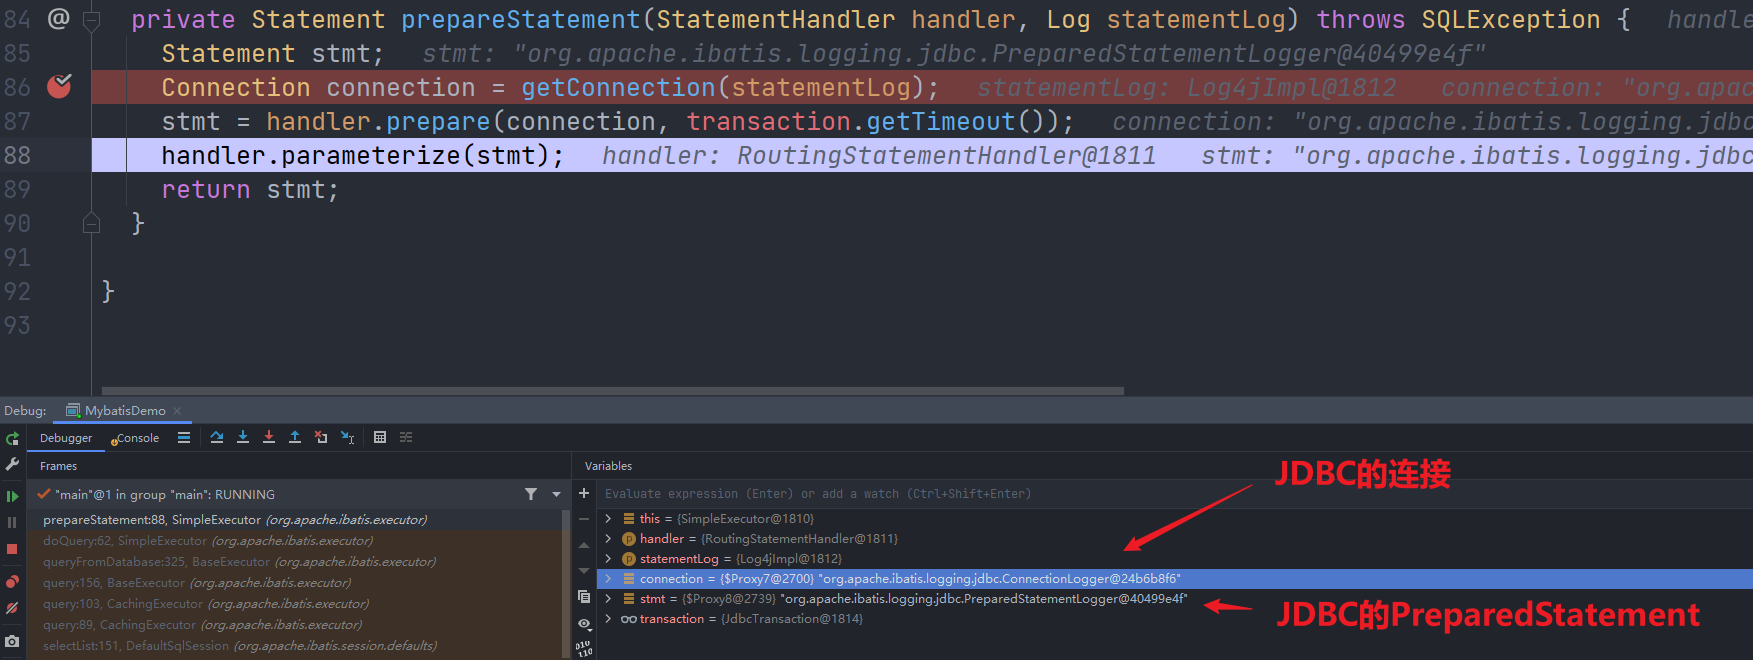 84 @ private Statement prepareStatement(StatementHandler handler, Log statementLog) throws SQLException { handle
85 Statement stmt; stmt: "org.apache.ibatis.logging.jdbc.PreparedStatementLogger@40499e4f"
86 Connection connection = getConnection(statementLog); statementLog: Log4jImpl@1812 connection: "org.apac
87 stmt = handler.prepare(connection, transaction.getTimeout()); connection: "org.apache.ibatis.logging.jdbc
88 handler.parameterize(stmt); handler: RoutingStatementHandler@1811 stmt: "org.apache.ibatis.logging.jdbc
89 return stmt;
90 }
91
92 }
93
Debug: MybatisDemo
Debugger Console
Frames
"main"@1 in group "main": RUNNING
prepareStatement:88, SimpleExecutor (org.apache.ibatis.executor)
doQuery:62, SimpleExecutor (org.apache.ibatis.executor)
queryFromDatabase:325, BaseExecutor (org.apache.ibatis.executor)
query:156, BaseExecutor (org.apache.ibatis.executor)
query:103, CachingExecutor (org.apache.ibatis.executor)
query:89, CachingExecutor (org.apache.ibatis.executor)
selectList:151, DefaultSqlSession (org.apache.ibatis.session.defaults)
Variables
Evaluate expression (Enter) or add a watch (Ctrl+Shift+Enter)
this = {SimpleExecutor@1810}
handler = {RoutingStatementHandler@1811}
statementLog = {Log4jImpl@1812}
connection = {$Proxy7@2700} "org.apache.ibatis.logging.jdbc.ConnectionLogger@24b6b8f6"
stmt = {$Proxy8@2739} "org.apache.ibatis.logging.jdbc.PreparedStatementLogger@40499e4f"
transaction = {JdbcTransaction@1814}
JDBC的连接
JDBC的PreparedStatement